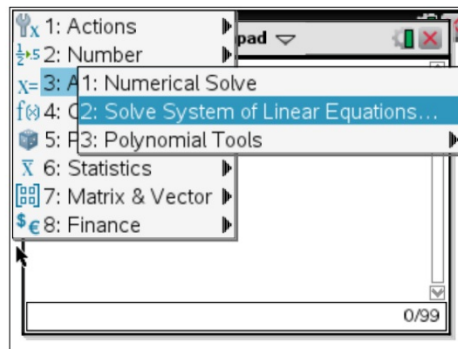 1: Actions
pad
2: Number
3: A
1: Numerical Solve
2: Solve System of Linear Equations...
4: C
5: P
3: Polynomial Tools
6: Statistics
7: Matrix & Vector
8: Finance
0/99